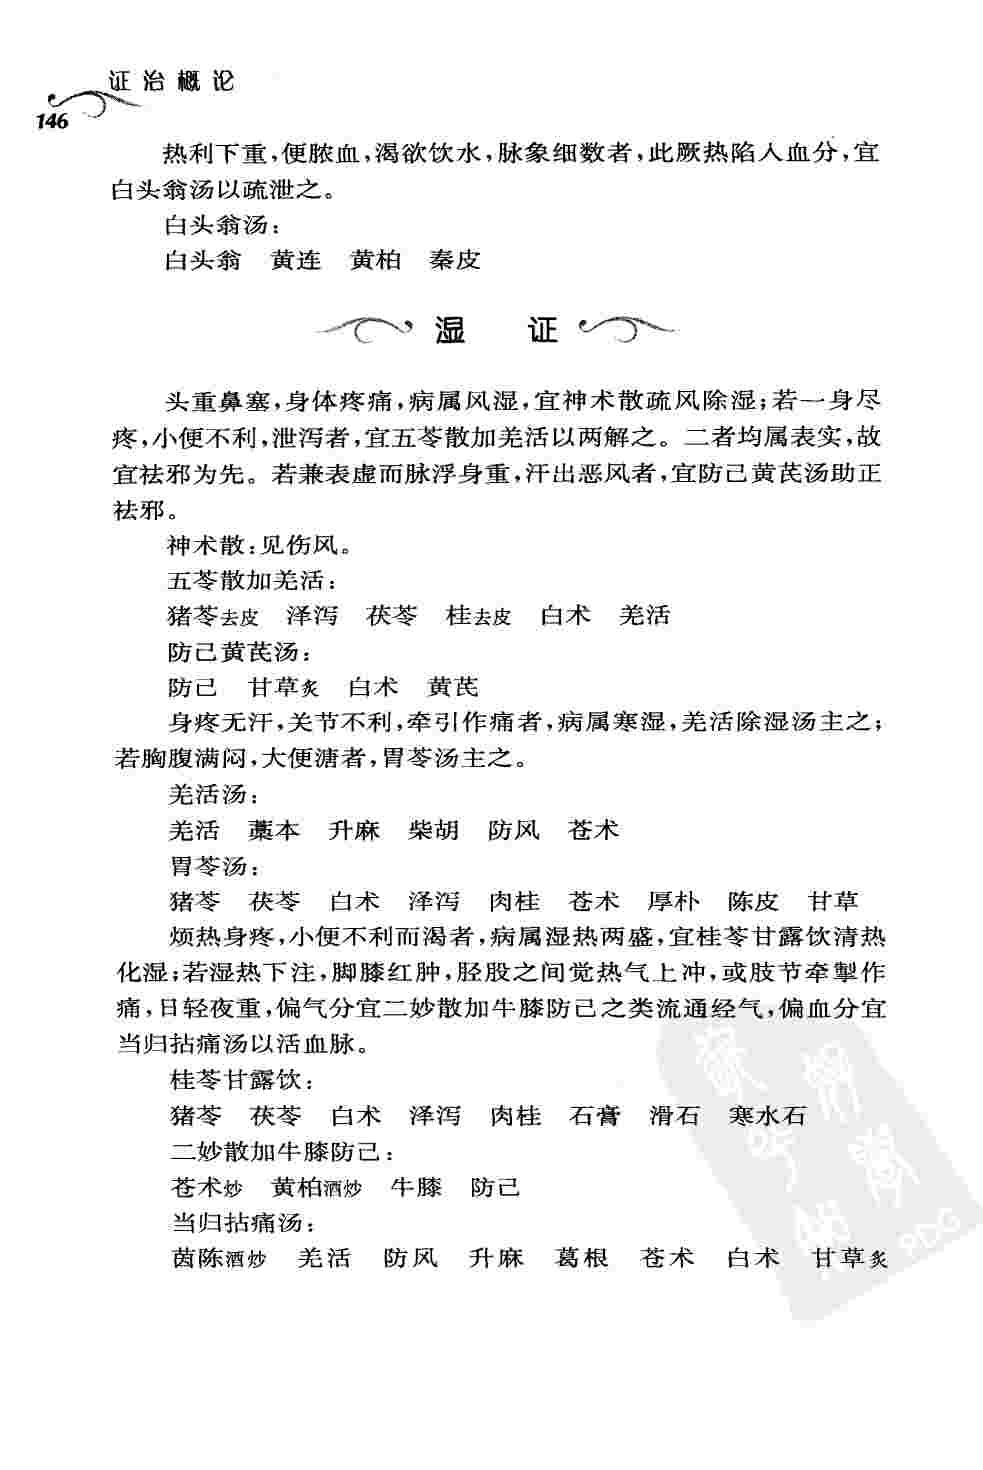 证治概论
146
热利下重,便脓血,渴欲饮水,脉象细数者,此厥热陷入血分,宜
白头翁汤以疏泄之。
白头翁汤:
白头翁 黄连 黄柏 秦皮
湿 证
头重鼻塞,身体疼痛,病属风湿,宜神术散疏风除湿;若一身尽
疼,小便不利,泄泻者,宜五苓散加羌活以两解之。二者均属表实,故
宜祛邪为先。若兼表虚而脉浮身重,汗出恶风者,宜防己黄芪汤助正
祛邪。
神术散:见伤风。
五苓散加羌活:
猪苓去皮 泽泻 茯苓 桂去皮 白术 羌活
防己黄芪汤:
防己 甘草炙 白术 黄芪
身疼无汗,关节不利,牵引作痛者,病属寒湿,羌活除湿汤主之;
若胸腹满闷,大便溏者,胃苓汤主之。
羌活汤:
羌活 藁本 升麻 柴胡 防风 苍术
胃苓汤:
猪苓 茯苓 白术 泽泻 肉桂 苍术 厚朴 陈皮 甘草
烦热身疼,小便不利而渴者,病属湿热两盛,宜桂苓甘露饮清热
化湿;若湿热下注,脚膝红肿,胫股之间觉热气上冲,或肢节牵掣作
痛,日轻夜重,偏气分宜二妙散加牛膝防己之类流通经气,偏血分宜
当归拈痛汤以活血脉。
桂苓甘露饮:
猪苓 茯苓 白术 泽泻 肉桂 石膏 滑石 寒水石
二妙散加牛膝防己:
苍术炒 黄柏酒炒 牛膝 防己
当归拈痛汤:
茵陈酒炒 羌活 防风 升麻 葛根 苍术 白术 甘草炙
PDG